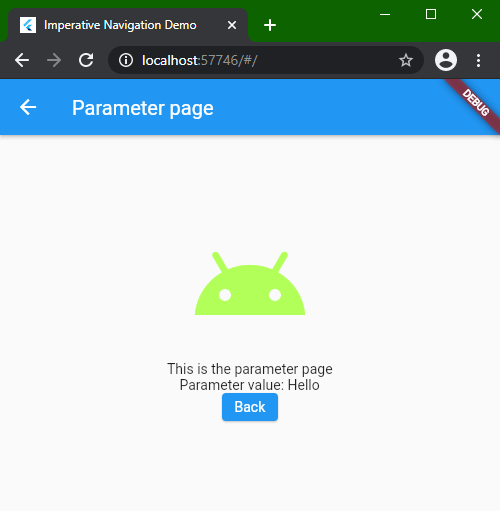 Imperative Navigation Demo
localhost:57746/#/
Parameter page
DEBUG
This is the parameter page
Parameter value: Hello
Back